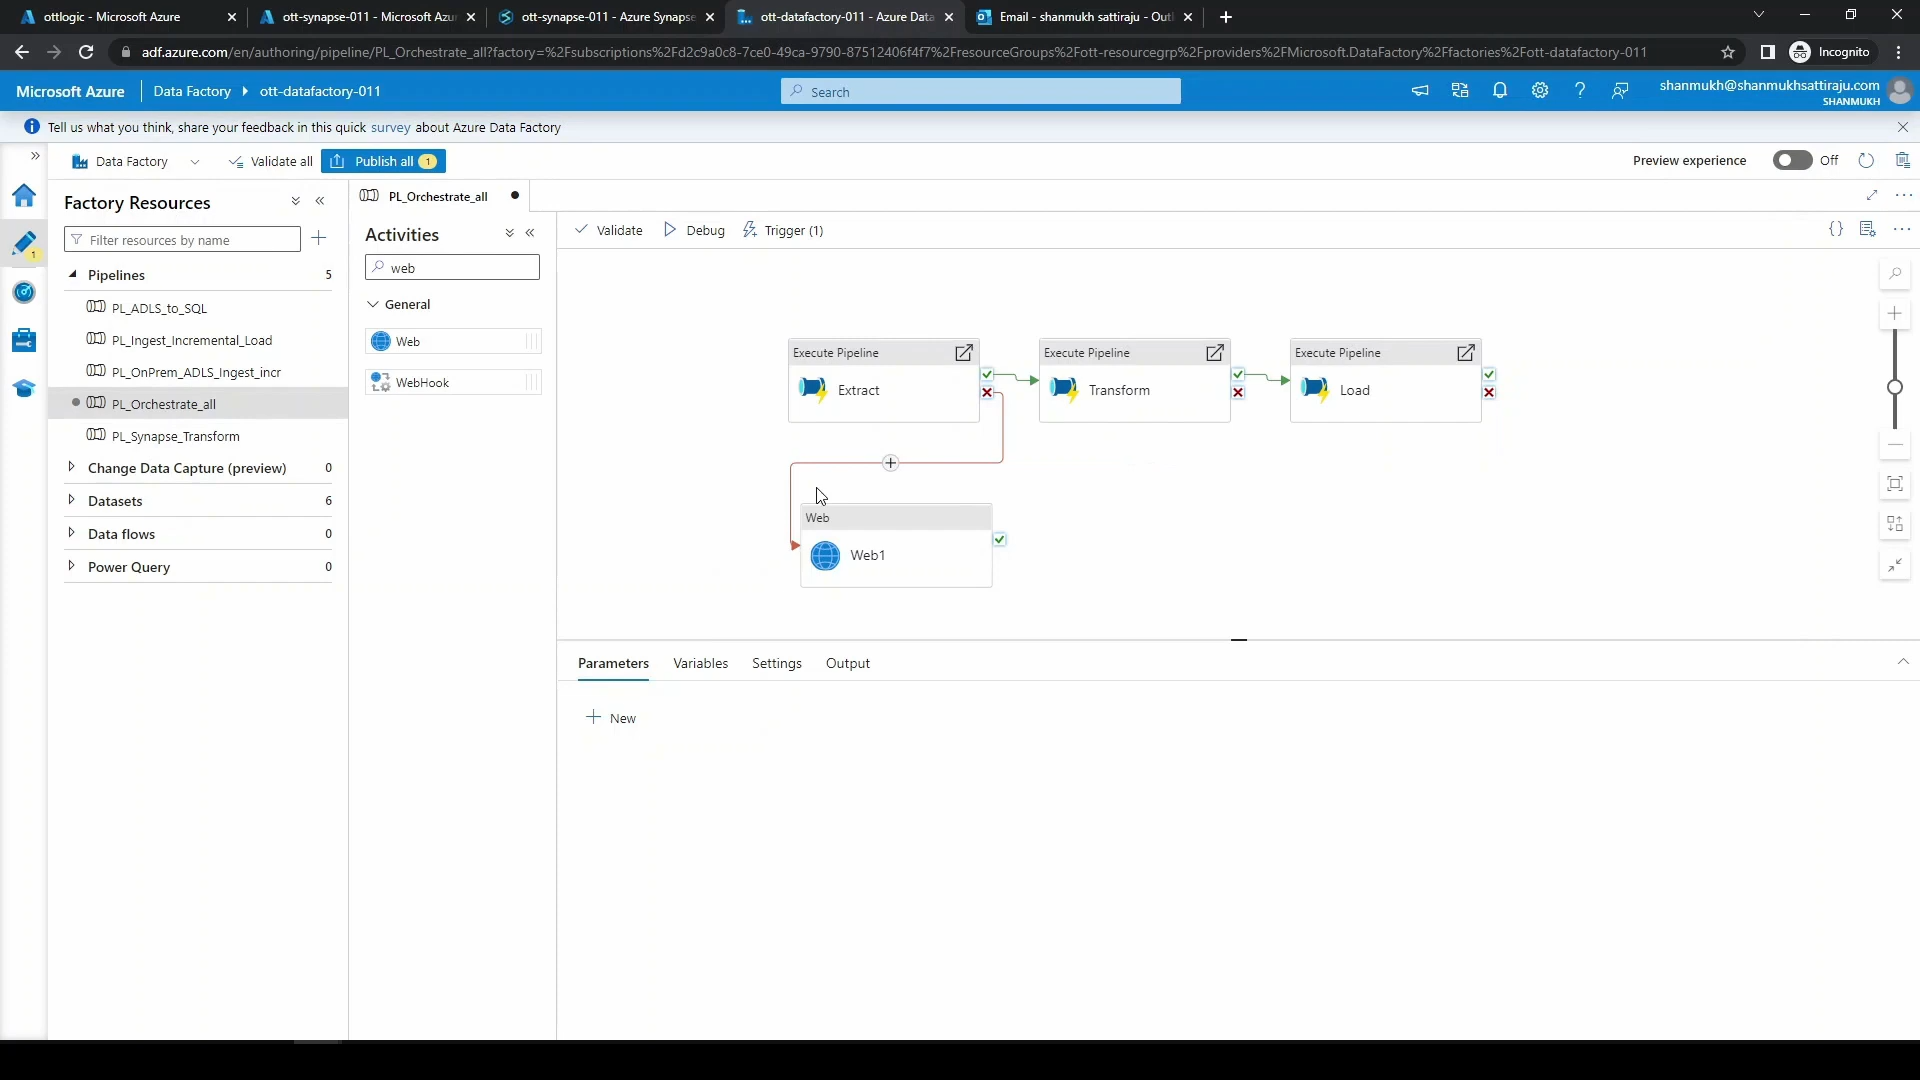 ottlogic - Microsoft Azure
ott-synapse-011 - Microsoft Azu
ott-synapse-011 - Azure Synapse
ott-datafactory-011 - Azure Data
Email - shanmukh sattiraju - Outl
adf.azure.com/en/authoring/pipeline/PL_Orchestrate_all?factory=%2Fsubscriptions%2Fd2c9a0c8-7ce0-49ca-9790-87512406f4f7%2FresourceGroups%2Fott-resourcegrp%2Fproviders%2FMicrosoft.DataFactory%2Ffactories%2Fott-datafactory-011
Incognito
Microsoft Azure
Data Factory
ott-datafactory-011
Search
shanmukh@shanmukhsattiraju.com
SHANMUKH
Tell us what you think, share your feedback in this quick survey about Azure Data Factory
Data Factory
Validate all
Publish all 1
Preview experience
Off
Factory Resources
Filter resources by name
1
Pipelines 5
PL_ADLS_to_SQL
PL_Ingest_Incremental_Load
PL_OnPrem_ADLS_Ingest_incr
PL_Orchestrate_all
PL_Synapse_Transform
Change Data Capture (preview) 0
Datasets 6
Data flows 0
Power Query 0
PL_Orchestrate_all
Activities
web
General
Web
WebHook
Validate
Debug
Trigger (1)
Execute Pipeline
Extract
Execute Pipeline
Transform
Execute Pipeline
Load
Web
Web1
Parameters
Variables
Settings
Output
New